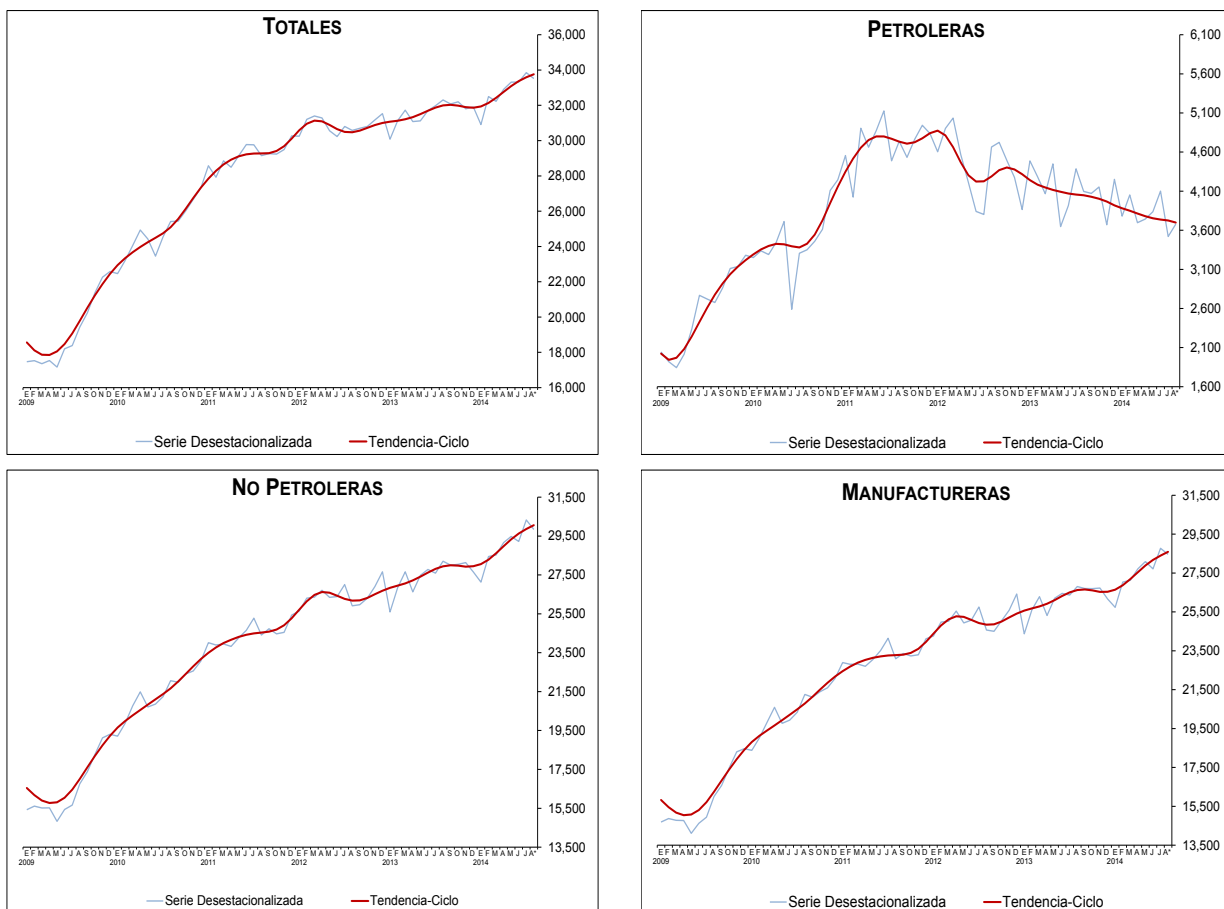 TOTALES
36,000
34,000
32,000
30,000
28,000
26,000
24,000
22,000
20,000
18,000
16,000
E F M A M J J A S O N D E F M A M J J A S O N D E F M A M J J A S O N D E F M A M J J A S O N D E F M A M J J A S O N D E F M A M J J A*
2009 2010 2011 2012 2013 2014
Serie Desestacionalizada Tendencia-Ciclo
PETROLERAS
6,100
5,600
5,100
4,600
4,100
3,600
3,100
2,600
2,100
1,600
E F M A M J J A S O N D E F M A M J J A S O N D E F M A M J J A S O N D E F M A M J J A S O N D E F M A M J J A S O N D E F M A M J J A*
2009 2010 2011 2012 2013 2014
Serie Desestacionalizada Tendencia-Ciclo
NO PETROLERAS
31,500
29,500
27,500
25,500
23,500
21,500
19,500
17,500
15,500
13,500
E F M A M J J A S O N D E F M A M J J A S O N D E F M A M J J A S O N D E F M A M J J A S O N D E F M A M J J A S O N D E F M A M J J A*
2009 2010 2011 2012 2013 2014
Serie Desestacionalizada Tendencia-Ciclo
MANUFACTURERAS
31,500
29,500
27,500
25,500
23,500
21,500
19,500
17,500
15,500
13,500
E F M A M J J A S O N D E F M A M J J A S O N D E F M A M J J A S O N D E F M A M J J A S O N D E F M A M J J A S O N D E F M A M J J A*
2009 2010 2011 2012 2013 2014
Serie Desestacionalizada Tendencia-Ciclo